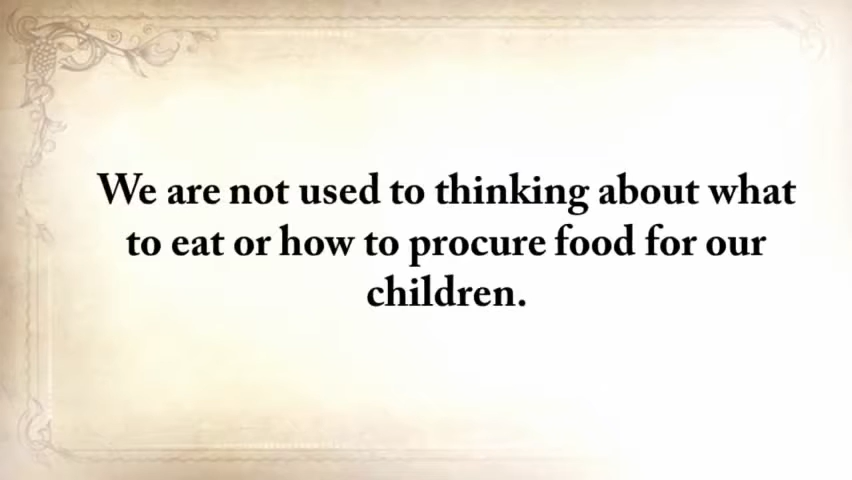 We are not used to thinking about what
to eat or how to procure food for our
children.